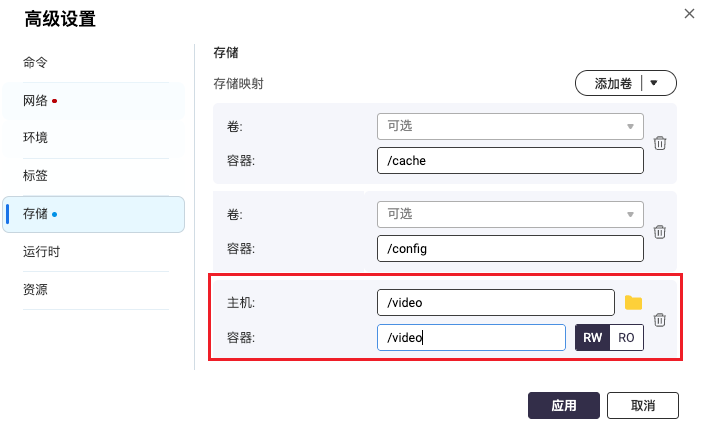 高级设置
命令
网络
环境
标签
存储
运行时
资源
存储
存储映射
添加卷
卷:
可选
容器:
/cache
卷:
可选
容器:
/config
主机:
/video
容器:
/video
RW
RO
应用
取消